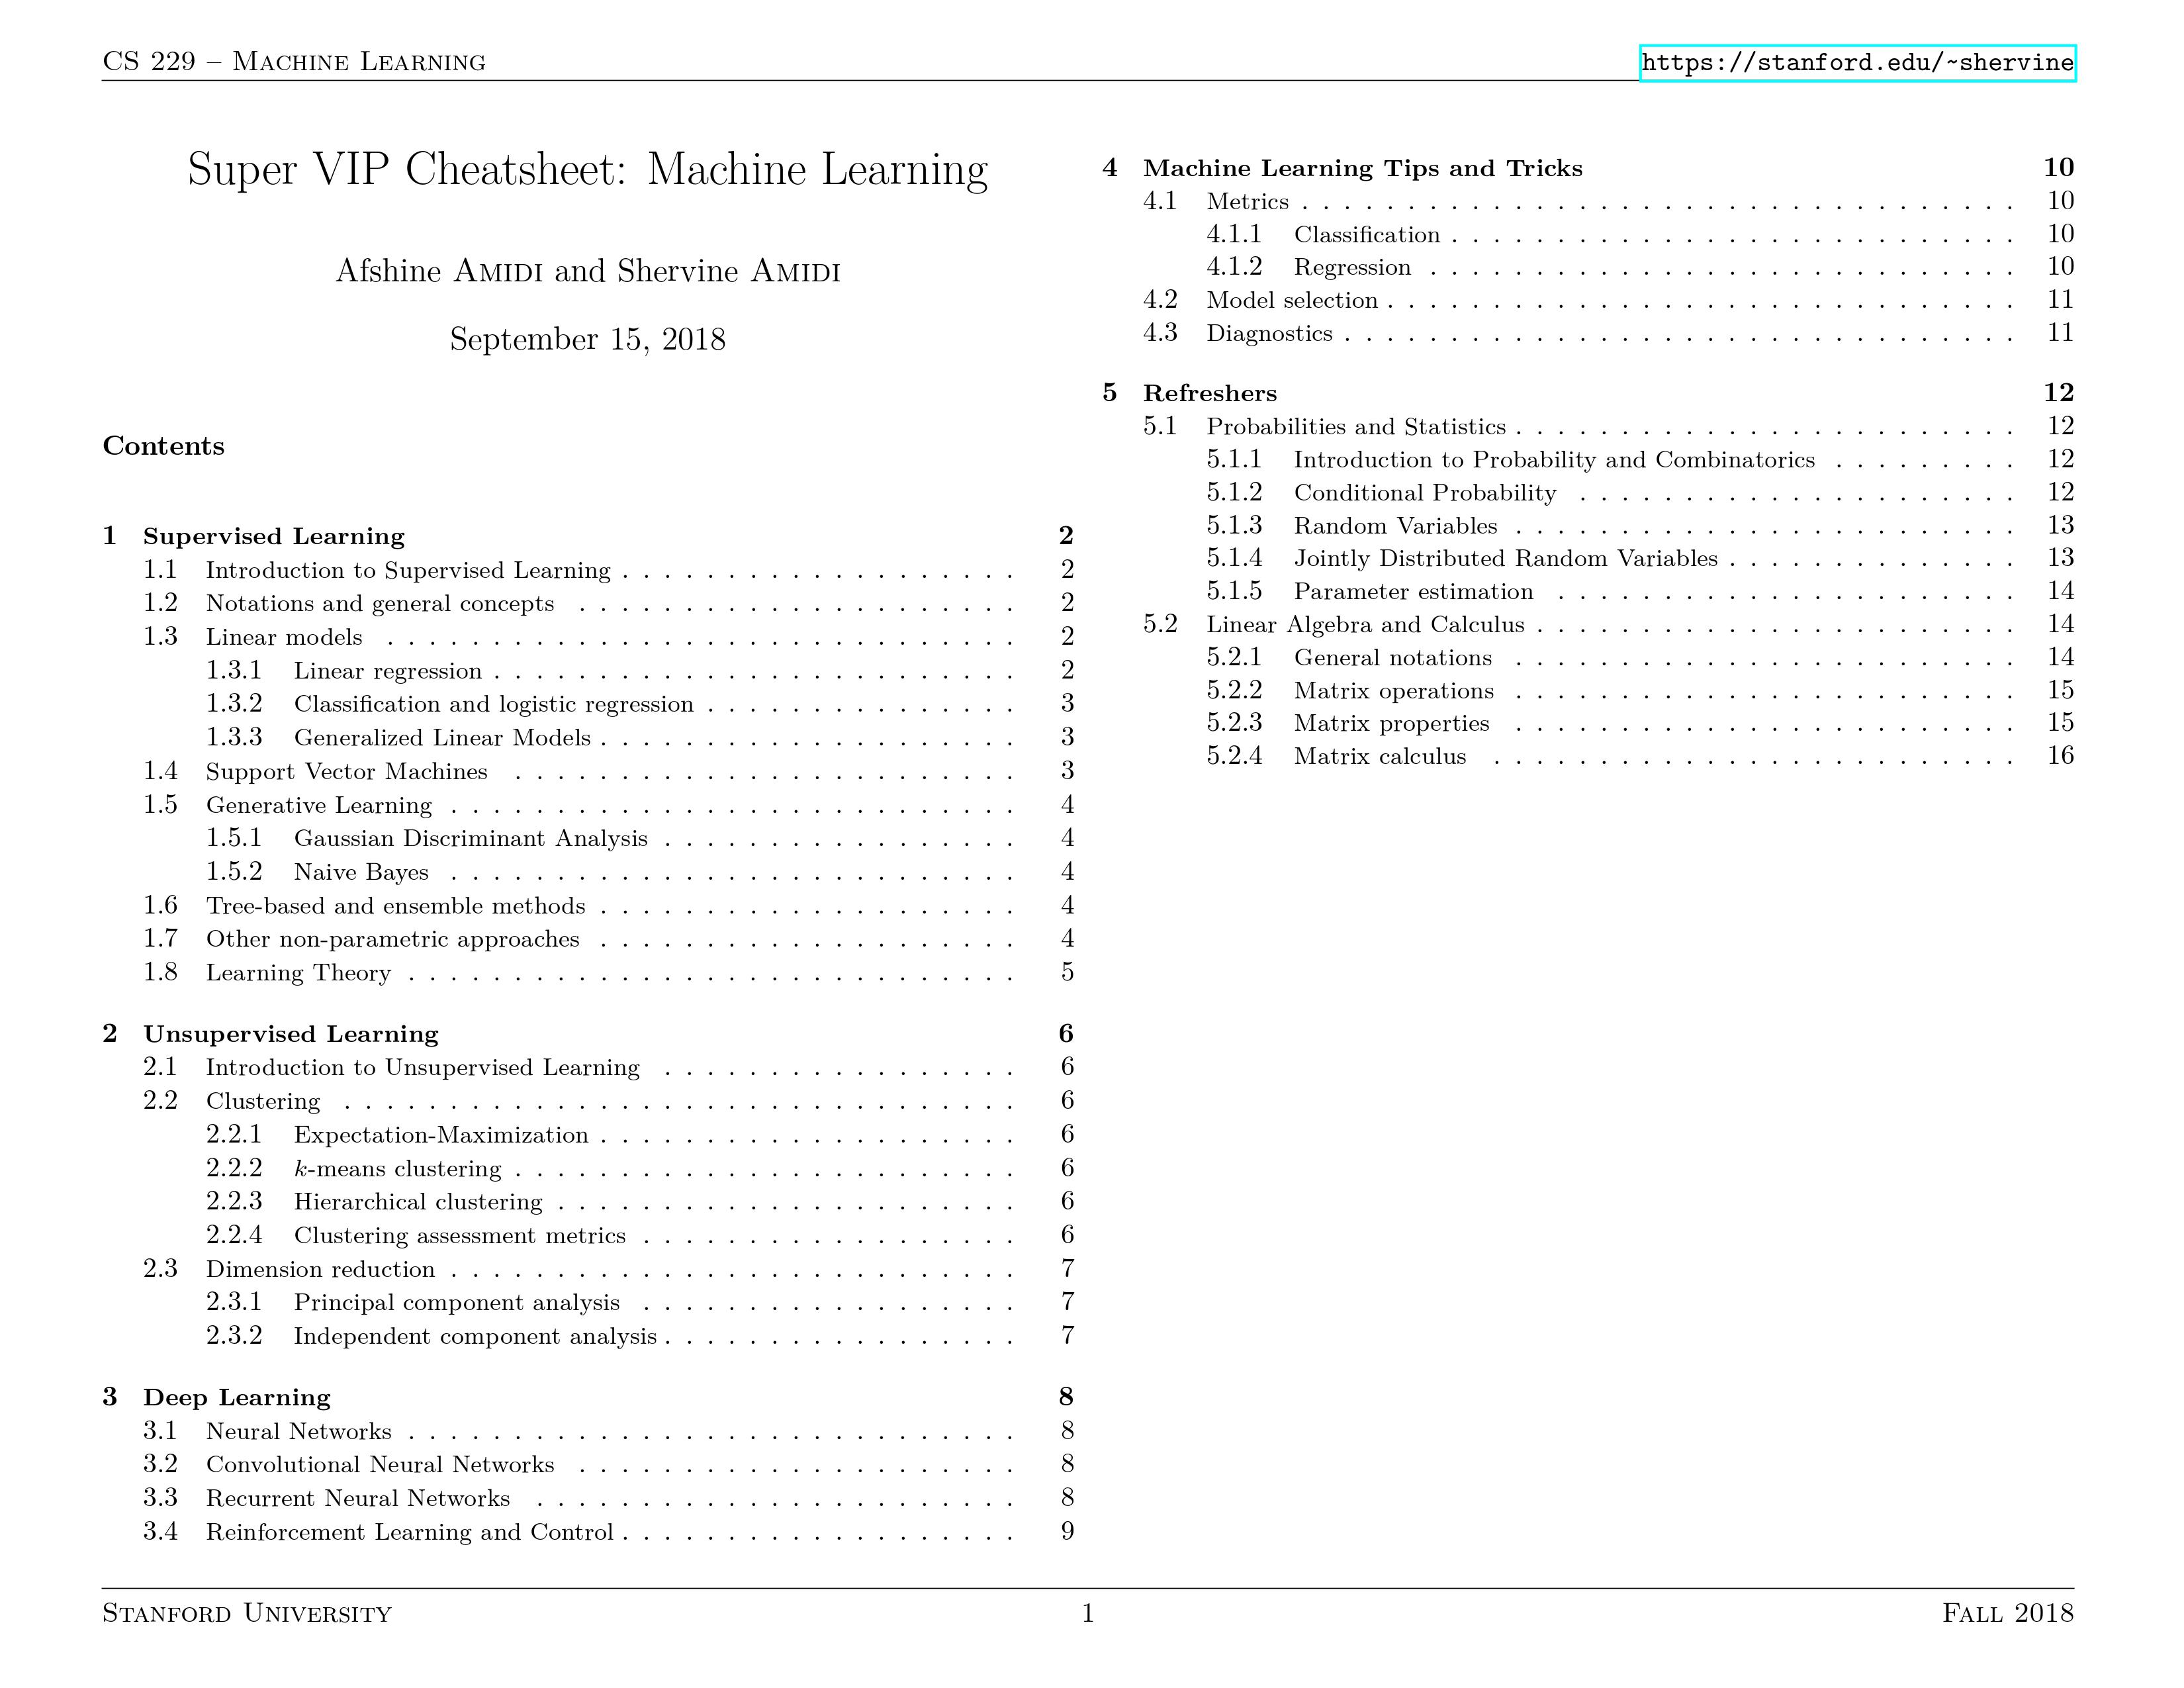 CS 229 – Machine Learning
https://stanford.edu/~shervine
Super VIP Cheatsheet: Machine Learning
Afshine Amidi and Shervine Amidi
September 15, 2018
Contents
1 Supervised Learning 2
1.1 Introduction to Supervised Learning . . . . . . . . . . . . . . . . . . . 2
1.2 Notations and general concepts . . . . . . . . . . . . . . . . . . . . . 2
1.3 Linear models . . . . . . . . . . . . . . . . . . . . . . . . . . . . . . 2
1.3.1 Linear regression . . . . . . . . . . . . . . . . . . . . . . . . . 2
1.3.2 Classification and logistic regression . . . . . . . . . . . . . . . 3
1.3.3 Generalized Linear Models . . . . . . . . . . . . . . . . . . . . 3
1.4 Support Vector Machines . . . . . . . . . . . . . . . . . . . . . . . . 3
1.5 Generative Learning . . . . . . . . . . . . . . . . . . . . . . . . . . . 4
1.5.1 Gaussian Discriminant Analysis . . . . . . . . . . . . . . . . . 4
1.5.2 Naive Bayes . . . . . . . . . . . . . . . . . . . . . . . . . . . 4
1.6 Tree-based and ensemble methods . . . . . . . . . . . . . . . . . . . . 4
1.7 Other non-parametric approaches . . . . . . . . . . . . . . . . . . . . 4
1.8 Learning Theory . . . . . . . . . . . . . . . . . . . . . . . . . . . . . 5
2 Unsupervised Learning 6
2.1 Introduction to Unsupervised Learning . . . . . . . . . . . . . . . . . 6
2.2 Clustering . . . . . . . . . . . . . . . . . . . . . . . . . . . . . . . . 6
2.2.1 Expectation-Maximization . . . . . . . . . . . . . . . . . . . . 6
2.2.2 k-means clustering . . . . . . . . . . . . . . . . . . . . . . . . 6
2.2.3 Hierarchical clustering . . . . . . . . . . . . . . . . . . . . . . 6
2.2.4 Clustering assessment metrics . . . . . . . . . . . . . . . . . . 6
2.3 Dimension reduction . . . . . . . . . . . . . . . . . . . . . . . . . . . 7
2.3.1 Principal component analysis . . . . . . . . . . . . . . . . . . 7
2.3.2 Independent component analysis . . . . . . . . . . . . . . . . . 7
3 Deep Learning 8
3.1 Neural Networks . . . . . . . . . . . . . . . . . . . . . . . . . . . . . 8
3.2 Convolutional Neural Networks . . . . . . . . . . . . . . . . . . . . . 8
3.3 Recurrent Neural Networks . . . . . . . . . . . . . . . . . . . . . . . 8
3.4 Reinforcement Learning and Control . . . . . . . . . . . . . . . . . . . 9
4 Machine Learning Tips and Tricks 10
4.1 Metrics . . . . . . . . . . . . . . . . . . . . . . . . . . . . . . . . . . 10
4.1.1 Classification . . . . . . . . . . . . . . . . . . . . . . . . . . . 10
4.1.2 Regression . . . . . . . . . . . . . . . . . . . . . . . . . . . . 10
4.2 Model selection . . . . . . . . . . . . . . . . . . . . . . . . . . . . . . 11
4.3 Diagnostics . . . . . . . . . . . . . . . . . . . . . . . . . . . . . . . . 11
5 Refreshers 12
5.1 Probabilities and Statistics . . . . . . . . . . . . . . . . . . . . . . . . 12
5.1.1 Introduction to Probability and Combinatorics . . . . . . . . . 12
5.1.2 Conditional Probability . . . . . . . . . . . . . . . . . . . . . 12
5.1.3 Random Variables . . . . . . . . . . . . . . . . . . . . . . . . 13
5.1.4 Jointly Distributed Random Variables . . . . . . . . . . . . . . 13
5.1.5 Parameter estimation . . . . . . . . . . . . . . . . . . . . . . 14
5.2 Linear Algebra and Calculus . . . . . . . . . . . . . . . . . . . . . . . 14
5.2.1 General notations . . . . . . . . . . . . . . . . . . . . . . . . 14
5.2.2 Matrix operations . . . . . . . . . . . . . . . . . . . . . . . . 15
5.2.3 Matrix properties . . . . . . . . . . . . . . . . . . . . . . . . 15
5.2.4 Matrix calculus . . . . . . . . . . . . . . . . . . . . . . . . . 16
Stanford University 1 Fall 2018